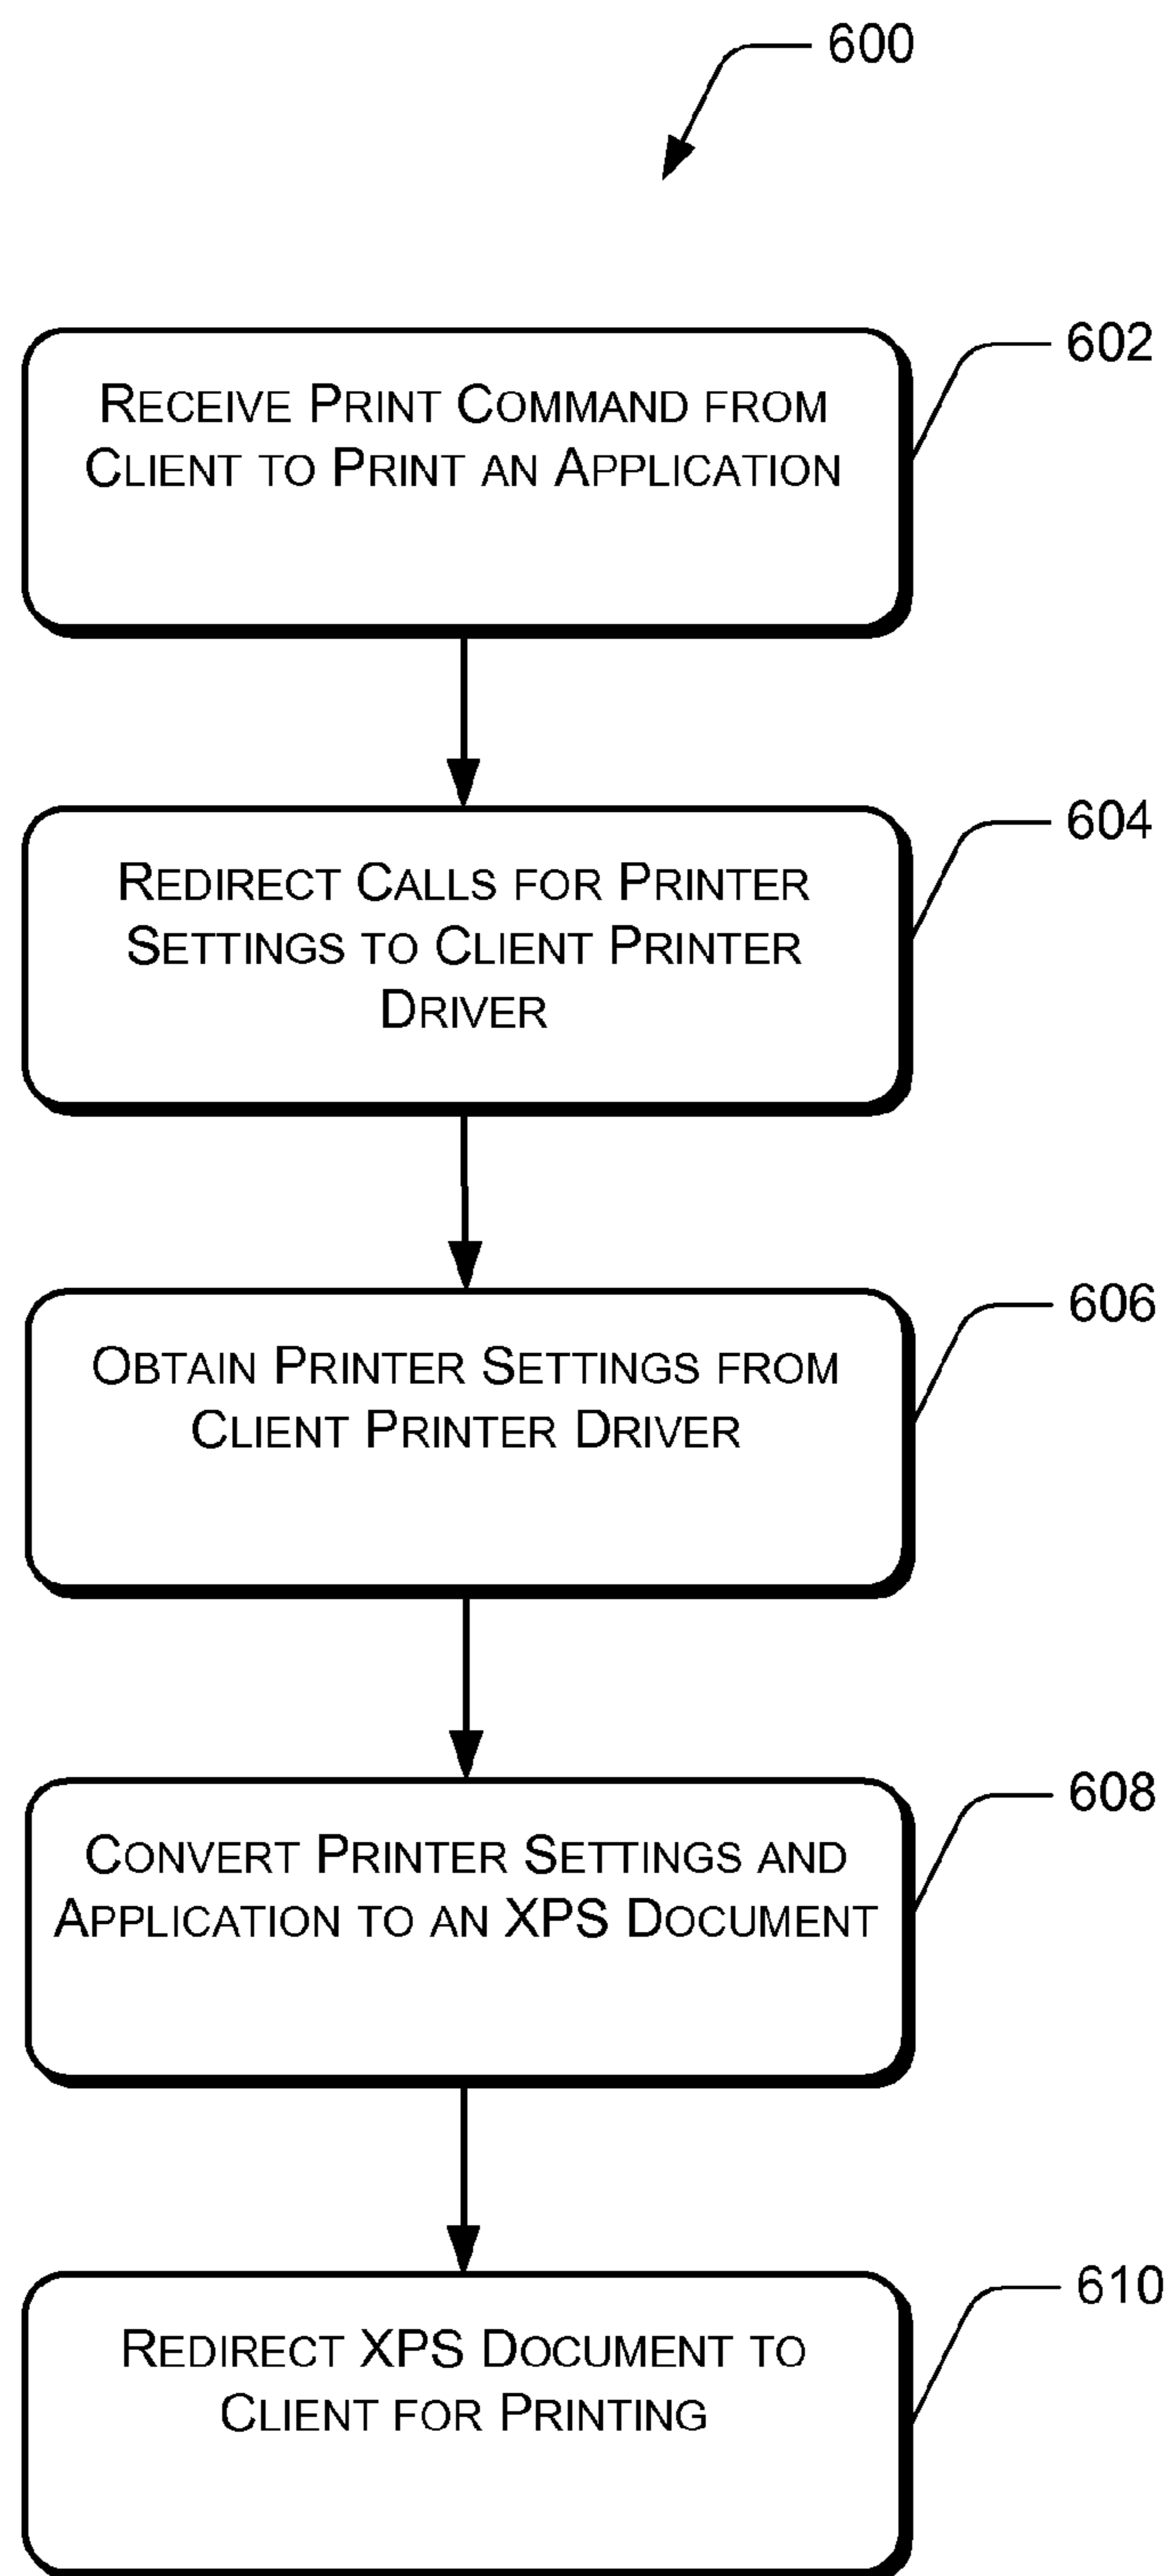 600
602
RECEIVE PRINT COMMAND FROM
CLIENT TO PRINT AN APPLICATION
604
REDIRECT CALLS FOR PRINTER
SETTINGS TO CLIENT PRINTER
DRIVER
606
OBTAIN PRINTER SETTINGS FROM
CLIENT PRINTER DRIVER
608
CONVERT PRINTER SETTINGS AND
APPLICATION TO AN XPS DOCUMENT
610
REDIRECT XPS DOCUMENT TO
CLIENT FOR PRINTING